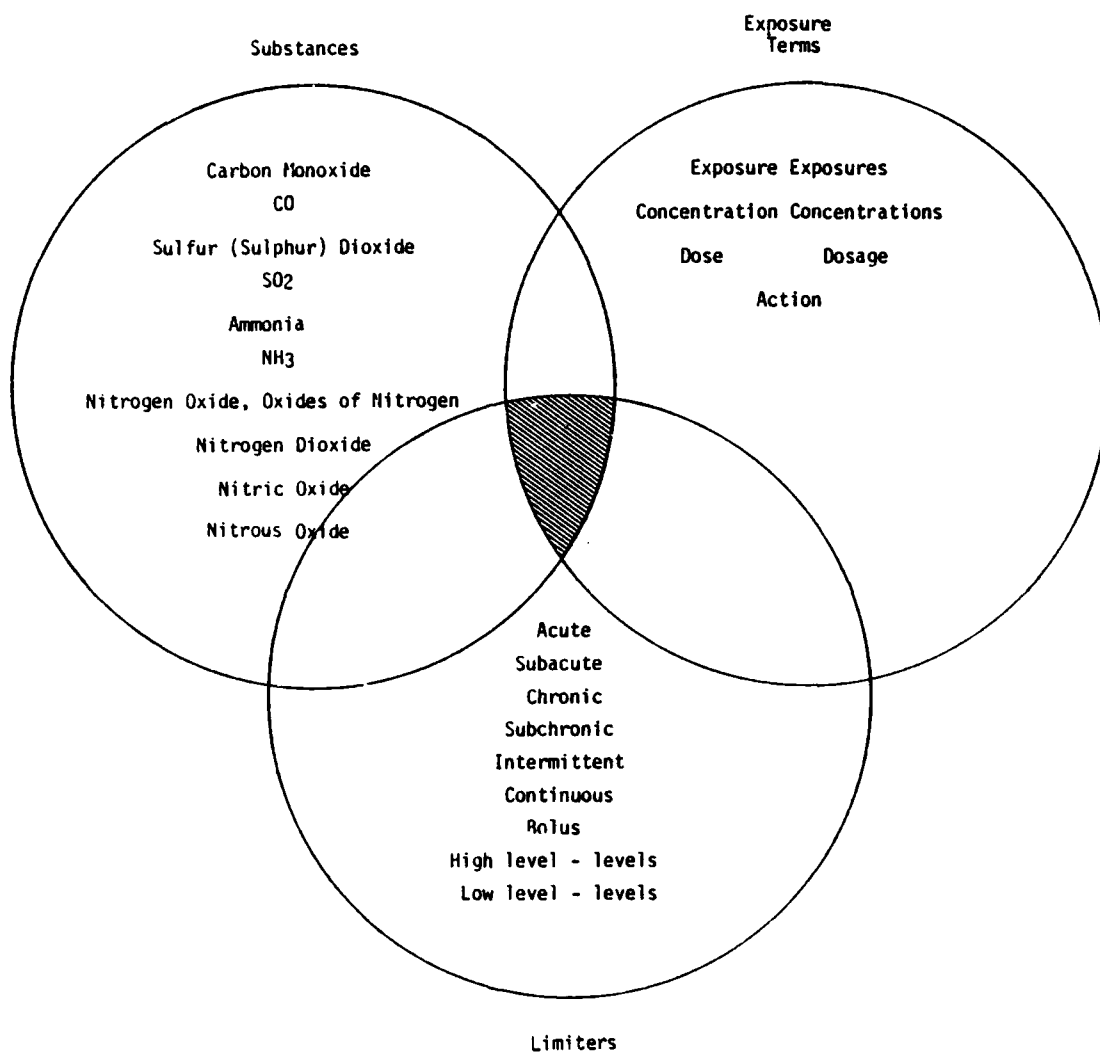 Substances
Exposure
Terms
Carbon Monoxide
CO
Sulfur (Sulphur) Dioxide
SO2
Ammonia
NH3
Nitrogen Oxide, Oxides of Nitrogen
Nitrogen Dioxide
Nitric Oxide
Nitrous Oxide
Exposure Exposures
Concentration Concentrations
Dose Dosage
Action
Acute
Subacute
Chronic
Subchronic
Intermittent
Continuous
Bolus
High level - levels
Low level - levels
Limiters